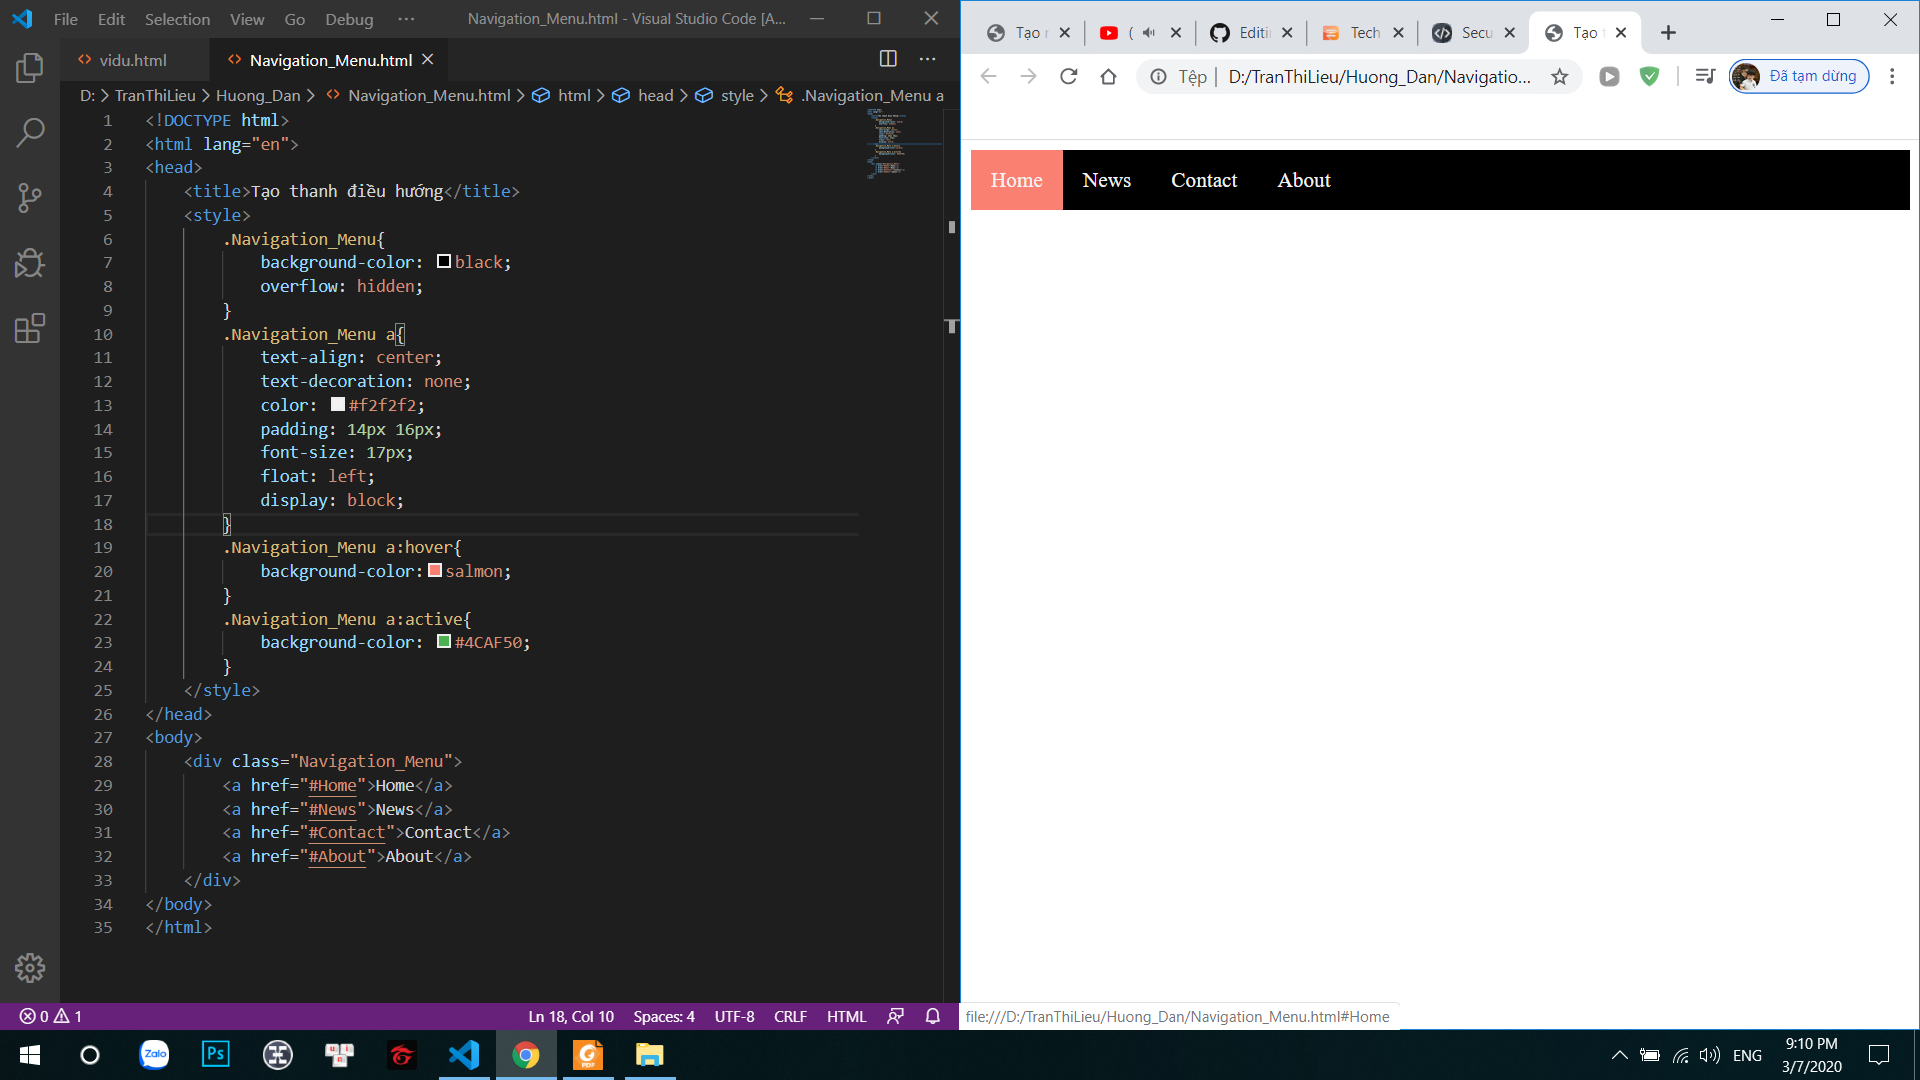 File Edit Selection View Go Debug ··· Navigation_Menu.html - Visual Studio Code [A...
vidu.html Navigation_Menu.html
D: > TranThiLieu > Huong_Dan > Navigation_Menu.html > html > head > style > .Navigation_Menu a
1 <!DOCTYPE html>
2 <html lang="en">
3 <head>
4 <title>Tạo thanh điều hướng</title>
5 <style>
6 .Navigation_Menu{
7 background-color: black;
8 overflow: hidden;
9 }
10 .Navigation_Menu a{
11 text-align: center;
12 text-decoration: none;
13 color: #f2f2f2;
14 padding: 14px 16px;
15 font-size: 17px;
16 float: left;
17 display: block;
18 }
19 .Navigation_Menu a:hover{
20 background-color: salmon;
21 }
22 .Navigation_Menu a:active{
23 background-color: #4CAF50;
24 }
25 </style>
26 </head>
27 <body>
28 <div class="Navigation_Menu">
29 <a href="#Home">Home</a>
30 <a href="#News">News</a>
31 <a href="#Contact">Contact</a>
32 <a href="#About">About</a>
33 </div>
34 </body>
35 </html>
0 1 Ln 18, Col 10 Spaces: 4 UTF-8 CRLF HTML
Tạo ( Editi Tech Secu Tạo
Tệp | D:/TranThiLieu/Huong_Dan/Navigatio... Đã tạm dừng
Home News Contact About
file:///D:/TranThiLieu/Huong_Dan/Navigation_Menu.html#Home
Zalo Ps PDF ENG
9:10 PM
3/7/2020